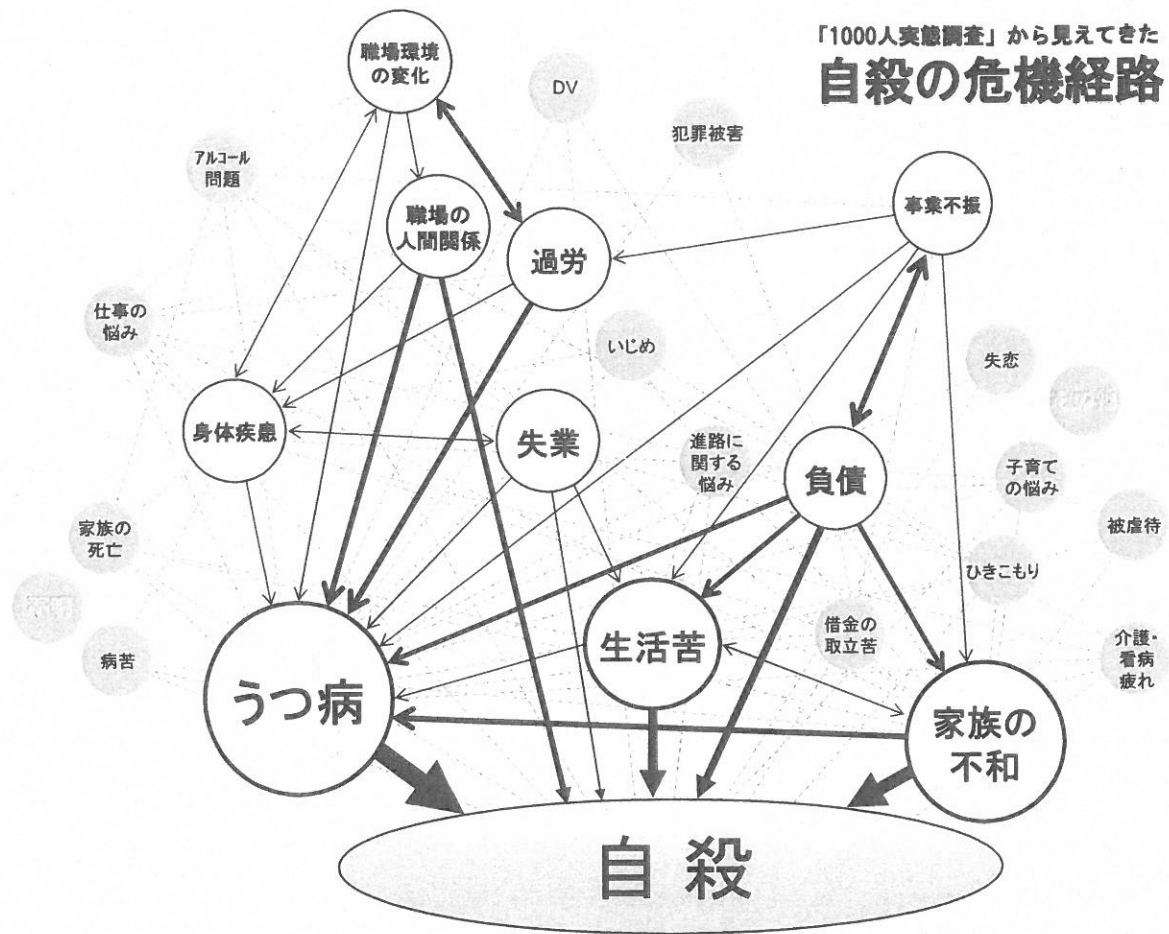 「1000人実態調査」から見えてきた
自殺の危機経路
職場環境
の変化
DV
犯罪被害
アルコール
問題
職場の
人間関係
過労
事業不振
仕事の
悩み
いじめ
失恋
身体疾患
失業
進路に
関する
悩み
負債
子育て
の悩み
家族の
死亡
被虐待
ひきこもり
病苦
うつ病
生活苦
借金の
取立苦
介護・
看病
疲れ
家族の
不和
自殺